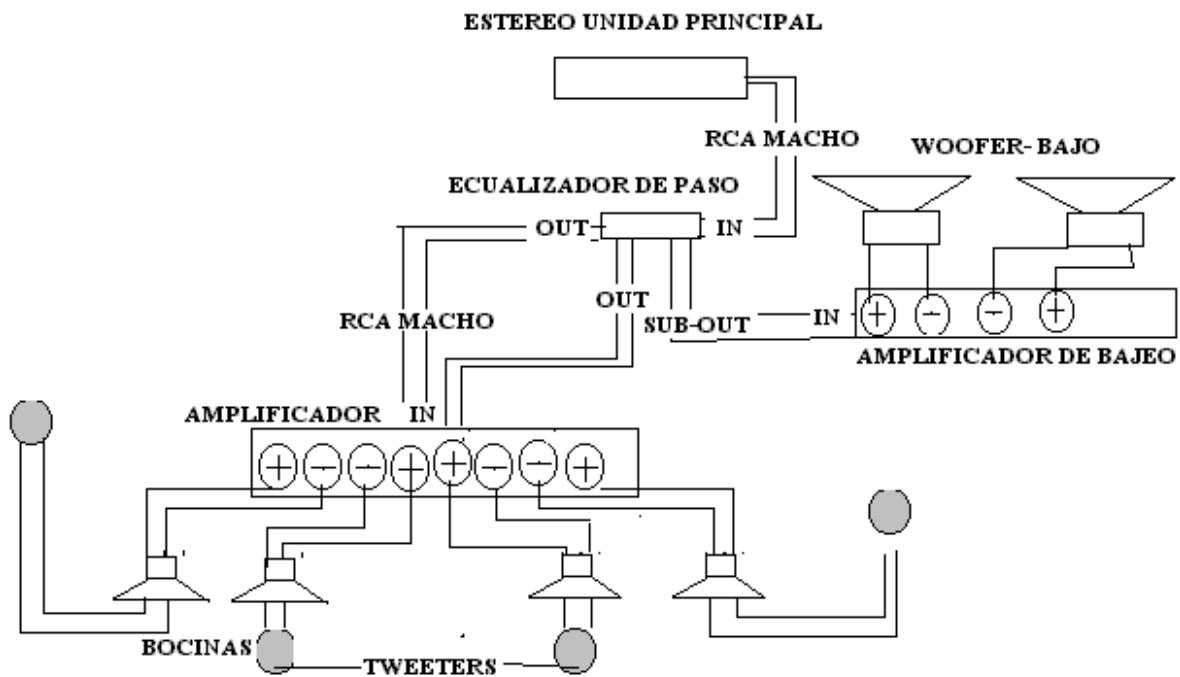 ESTEREO UNIDAD PRINCIPAL
RCA MACHO
WOOFER- BAJO
ECUALIZADOR DE PASO
OUT
IN
OUT
RCA MACHO
SUB-OUT
IN
+ - - +
AMPLIFICADOR DE BAJEO
AMPLIFICADOR IN
+ - - + + - - +
BOCINAS
TWEETERS